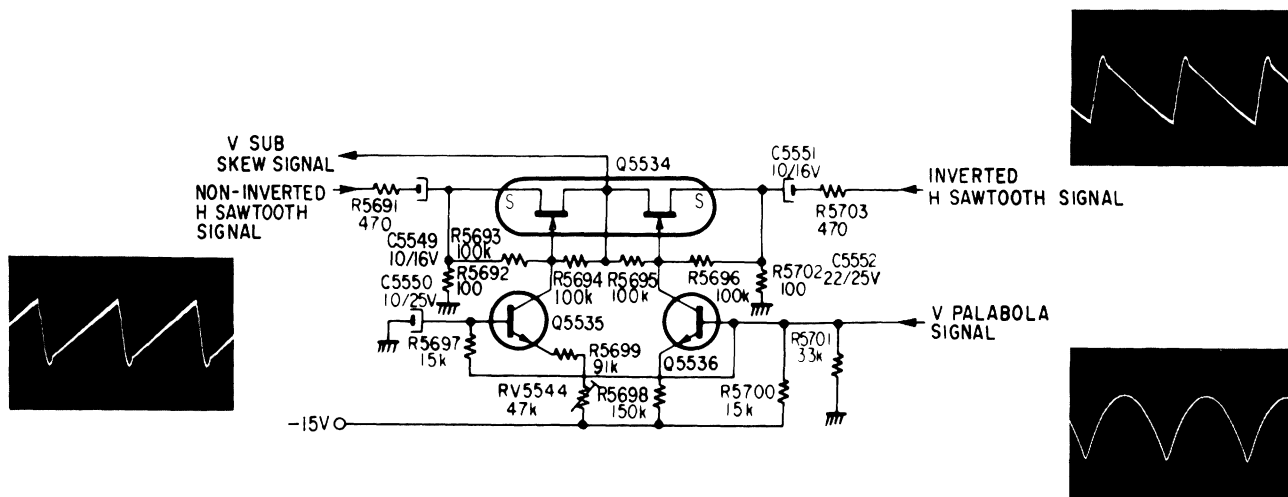 V SUB
SKEW SIGNAL
Q5534
C5551
10/16V
INVERTED
H SAWTOOTH SIGNAL
NON-INVERTED
H SAWTOOTH
SIGNAL
R5691
470
S
S
R5703
470
C5549
10/16V
R5693
100k
R5692
100
R5694
100k
R5695
100k
R5696
100k
R5702
100
C5552
22/25V
C5550
10/25V
Q5535
V PALABOLA
SIGNAL
R5697
15k
R5699
91k
Q5536
R5701
33k
RV5544
47k
R5698
150k
R5700
15k
-15V